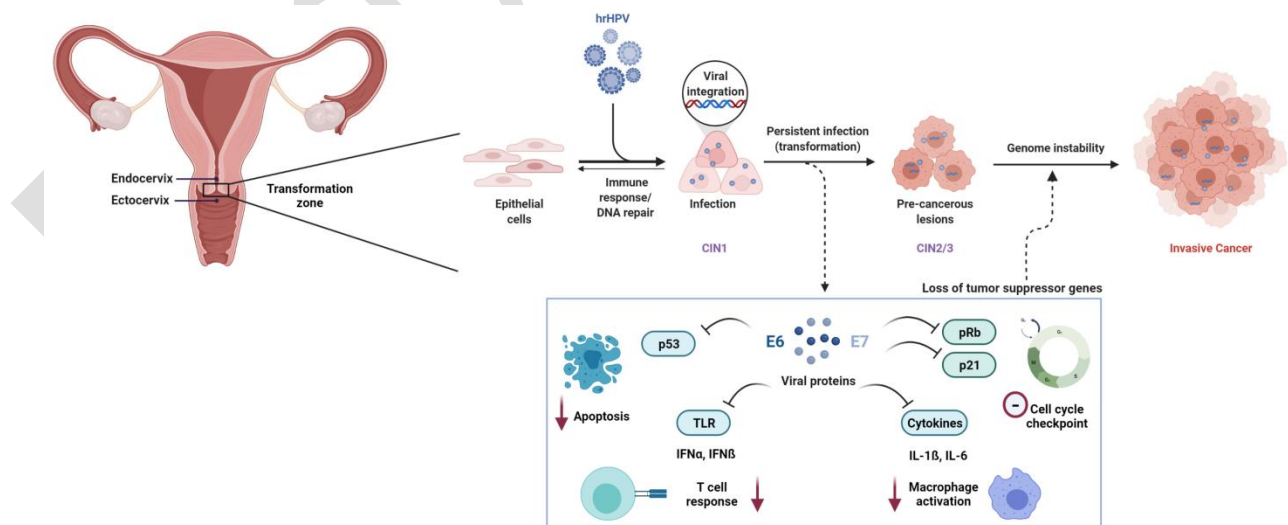 hrHPV
Viral
integration
Persistent infection
(transformation)
Genome instability
Endocervix
Ectocervix
Transformation
zone
Epithelial
cells
Immune
response/
DNA repair
Infection
Pre-cancerous
lesions
CIN1
CIN2/3
Invasive Cancer
Loss of tumor suppressor genes
p53
E6
E7
Viral proteins
pRb
p21
Apoptosis
-
Cell cycle
checkpoint
TLR
IFNα, IFNß
T cell
response
Cytokines
IL-1ß, IL-6
Macrophage
activation